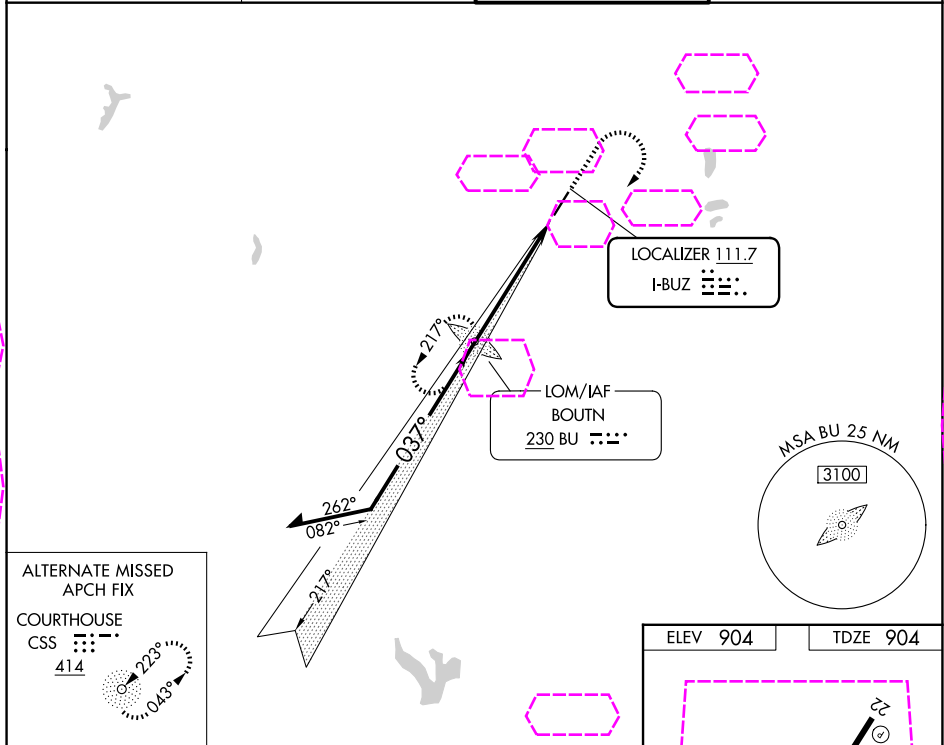 LOCALIZER 111.7
I-BUZ
217°
LOM/IAF
BOUTN
230 BU
037°
MSA BU 25 NM
3100
262°
082°
217°
ALTERNATE MISSED
APCH FIX
COURTHOUSE
CSS
414
223°
043°
ELEV 904
TDZE 904
22
P